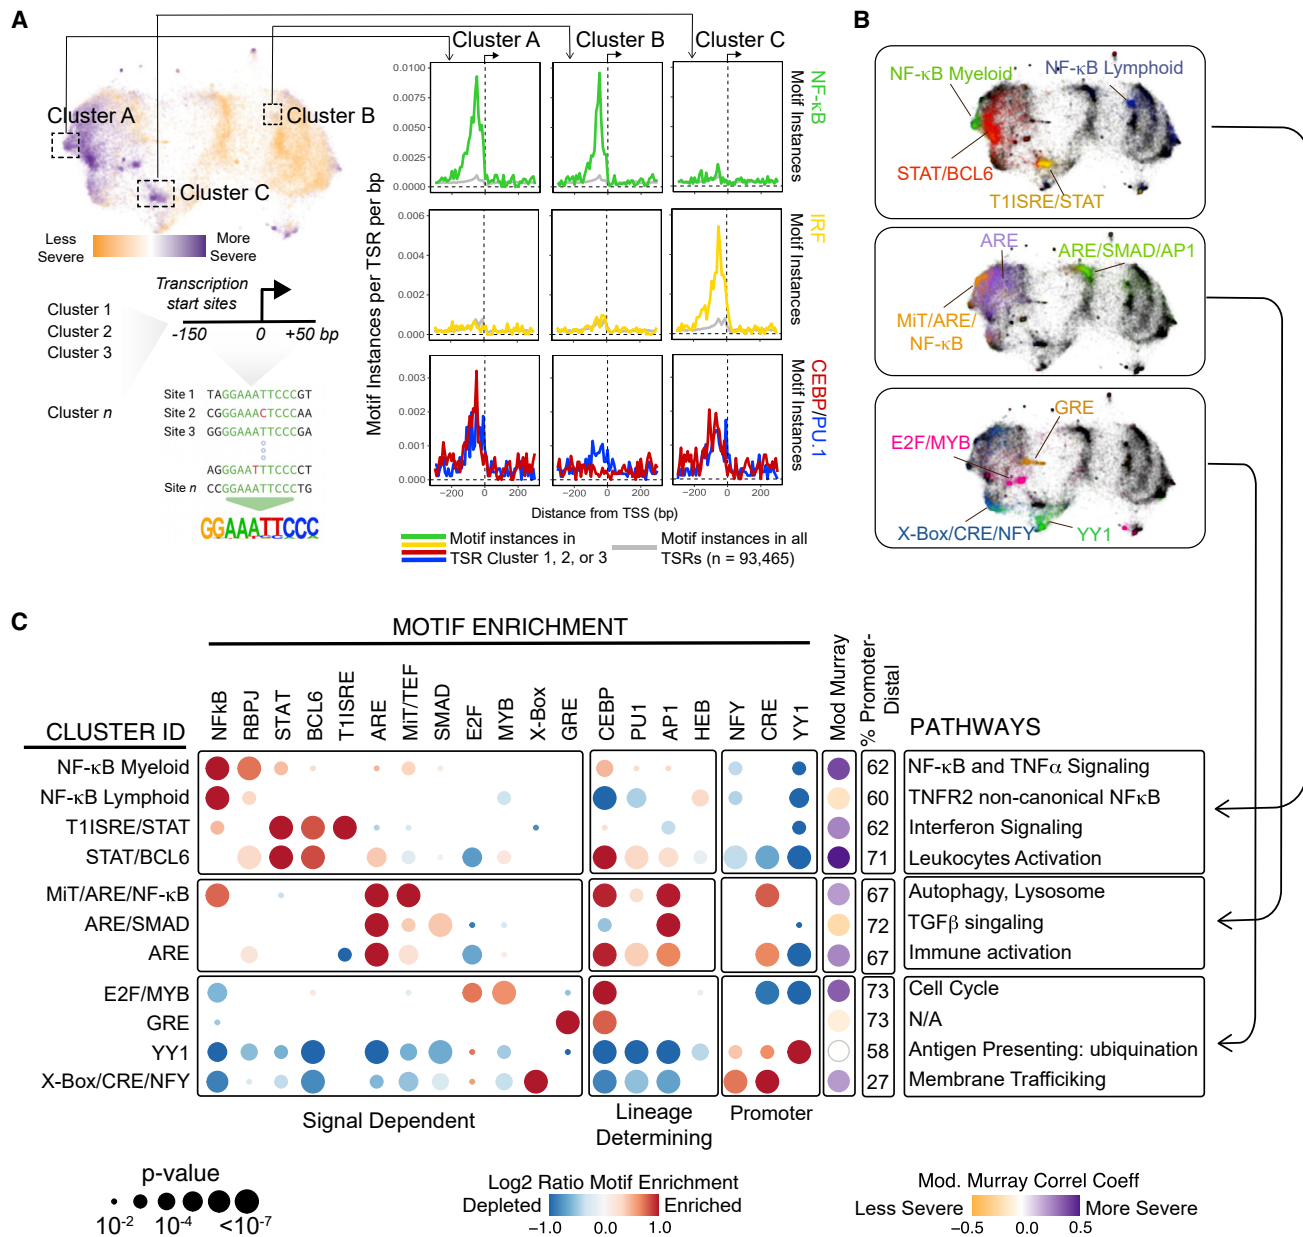 A
Cluster A
Cluster B
Cluster C
Less
Severe
More
Severe
Transcription
start sites
-150
0
+50 bp
Cluster 1
Cluster 2
Cluster 3
Cluster n
Site 1 TAGGAAATTCCCGT
Site 2 CGGGAAACTCCCAA
Site 3 GGGGAAATTCCCGA
AGGGAATTTCCCCT
Site n CCGGAAATTCCCTG
GGAAATTCCC
Cluster A Cluster B Cluster C
Motif Instances per TSR per bp
0.0100
0.0075
0.0050
0.0025
0.0000
NF-κB
Motif Instances
0.006
0.004
0.002
0.000
IRF
Motif Instances
0.003
0.002
0.001
0.000
CEBP/PU.1
Motif Instances
−200 0 200 −200 0 200 −200 0 200
Distance from TSS (bp)
Motif instances in
TSR Cluster 1, 2, or 3
Motif instances in all
TSRs (n = 93,465)
B
NF-κB Myeloid
NF-κB Lymphoid
STAT/BCL6
T1ISRE/STAT
ARE
ARE/SMAD/AP1
MiT/ARE/
NF-κB
GRE
E2F/MYB
X-Box/CRE/NFY
YY1
C
MOTIF ENRICHMENT
CLUSTER ID
NFkB RBPJ STAT BCL6 T1ISRE ARE MiT/TEF SMAD E2F MYB X-Box GRE CEBP PU1 AP1 HEB NFY CRE YY1 Mod Murray % Promoter-
Distal
PATHWAYS
NF-κB Myeloid 62 NF-κB and TNFα Signaling
NF-κB Lymphoid 60 TNFR2 non-canonical NFκB
T1ISRE/STAT 62 Interferon Signaling
STAT/BCL6 71 Leukocytes Activation
MiT/ARE/NF-κB 67 Autophagy, Lysosome
ARE/SMAD 72 TGFβ singaling
ARE 67 Immune activation
E2F/MYB 73 Cell Cycle
GRE 73 N/A
YY1 58 Antigen Presenting: ubiquination
X-Box/CRE/NFY 27 Membrane Trafficiking
Signal Dependent
Lineage
Determining
Promoter
p-value
10-2 10-4 <10-7
Log2 Ratio Motif Enrichment
Depleted Enriched
−1.0 0.0 1.0
Mod. Murray Correl Coeff
Less Severe More Severe
−0.5 0.0 0.5